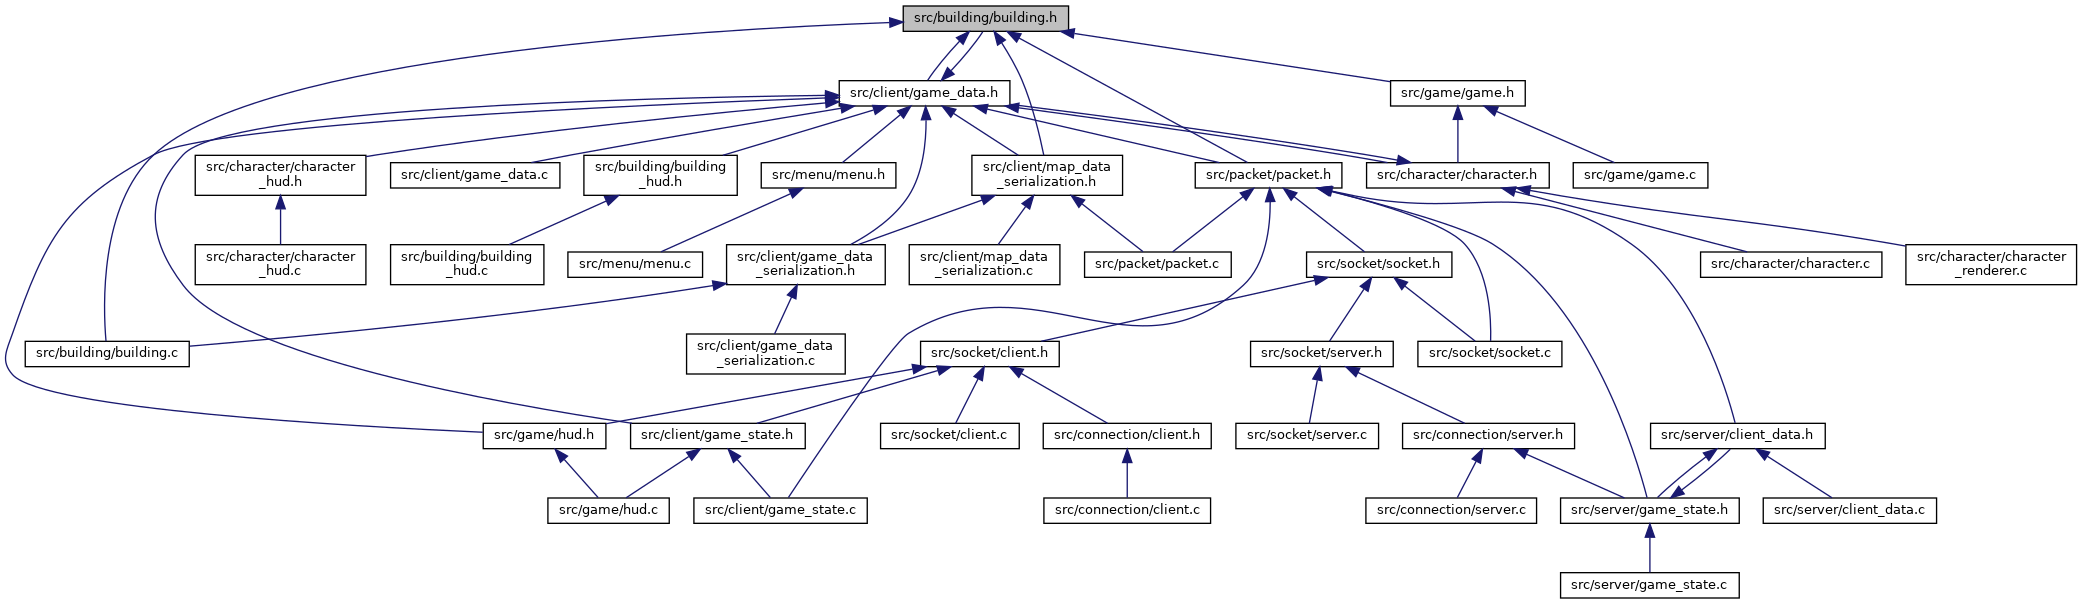 src/building/building.h
src/client/game_data.h
src/game/game.h
src/character/character
_hud.h
src/client/game_data.c
src/building/building
_hud.h
src/menu/menu.h
src/client/map_data
_serialization.h
src/packet/packet.h
src/character/character.h
src/game/game.c
src/character/character
_hud.c
src/building/building
_hud.c
src/menu/menu.c
src/client/game_data
_serialization.h
src/client/map_data
_serialization.c
src/packet/packet.c
src/socket/socket.h
src/character/character.c
src/character/character
_renderer.c
src/building/building.c
src/client/game_data
_serialization.c
src/socket/client.h
src/socket/server.h
src/socket/socket.c
src/game/hud.h
src/client/game_state.h
src/socket/client.c
src/connection/client.h
src/socket/server.c
src/connection/server.h
src/server/client_data.h
src/game/hud.c
src/client/game_state.c
src/connection/client.c
src/connection/server.c
src/server/game_state.h
src/server/client_data.c
src/server/game_state.c